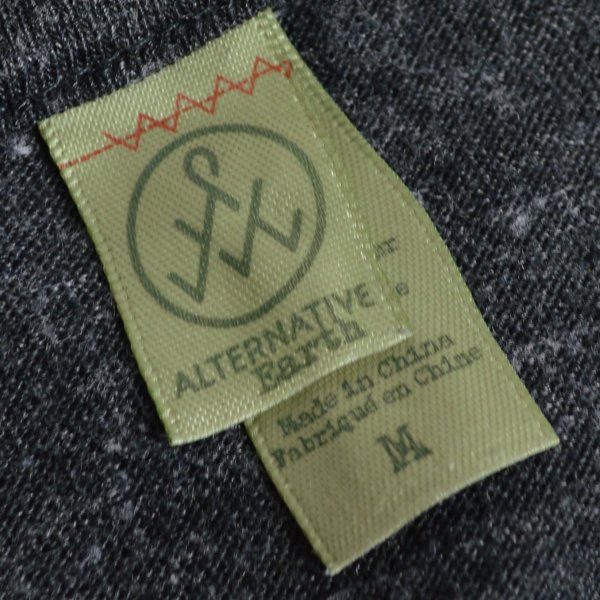 ALTERNATIVE
Earth
Made in China
Fabriqué en Chine
M